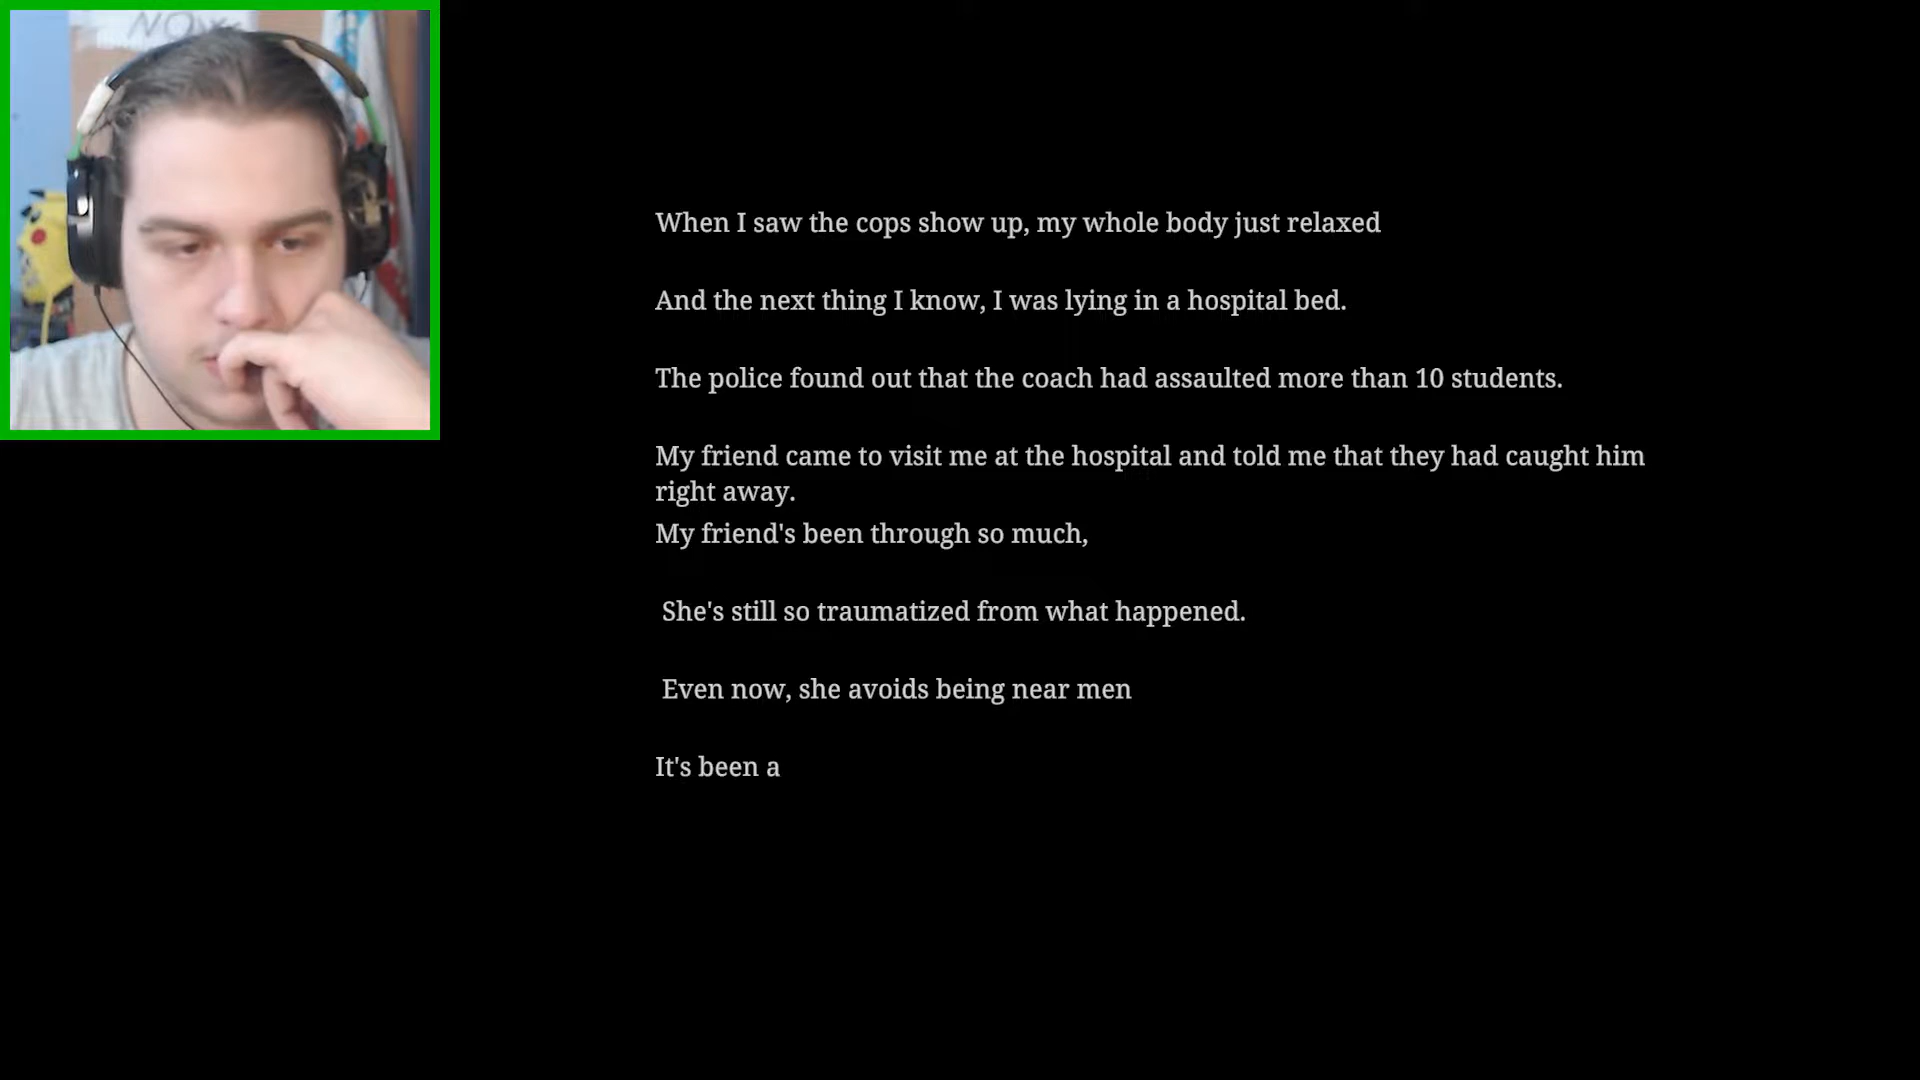 NOW
When I saw the cops show up, my whole body just relaxed
And the next thing I know, I was lying in a hospital bed.
The police found out that the coach had assaulted more than 10 students.
My friend came to visit me at the hospital and told me that they had caught him
right away.
My friend's been through so much,
She's still so traumatized from what happened.
Even now, she avoids being near men
It's been a